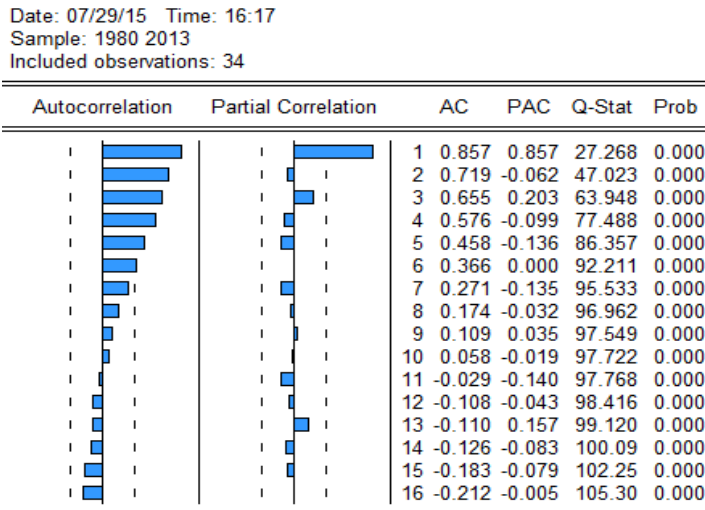 Date: 07/29/15 Time: 16:17
Sample: 1980 2013
Included observations: 34
Autocorrelation Partial Correlation AC PAC Q-Stat Prob
1 0.857 0.857 27.268 0.000
2 0.719 -0.062 47.023 0.000
3 0.655 0.203 63.948 0.000
4 0.576 -0.099 77.488 0.000
5 0.458 -0.136 86.357 0.000
6 0.366 0.000 92.211 0.000
7 0.271 -0.135 95.533 0.000
8 0.174 -0.032 96.962 0.000
9 0.109 0.035 97.549 0.000
10 0.058 -0.019 97.722 0.000
11 -0.029 -0.140 97.768 0.000
12 -0.108 -0.043 98.416 0.000
13 -0.110 0.157 99.120 0.000
14 -0.126 -0.083 100.09 0.000
15 -0.183 -0.079 102.25 0.000
16 -0.212 -0.005 105.30 0.000